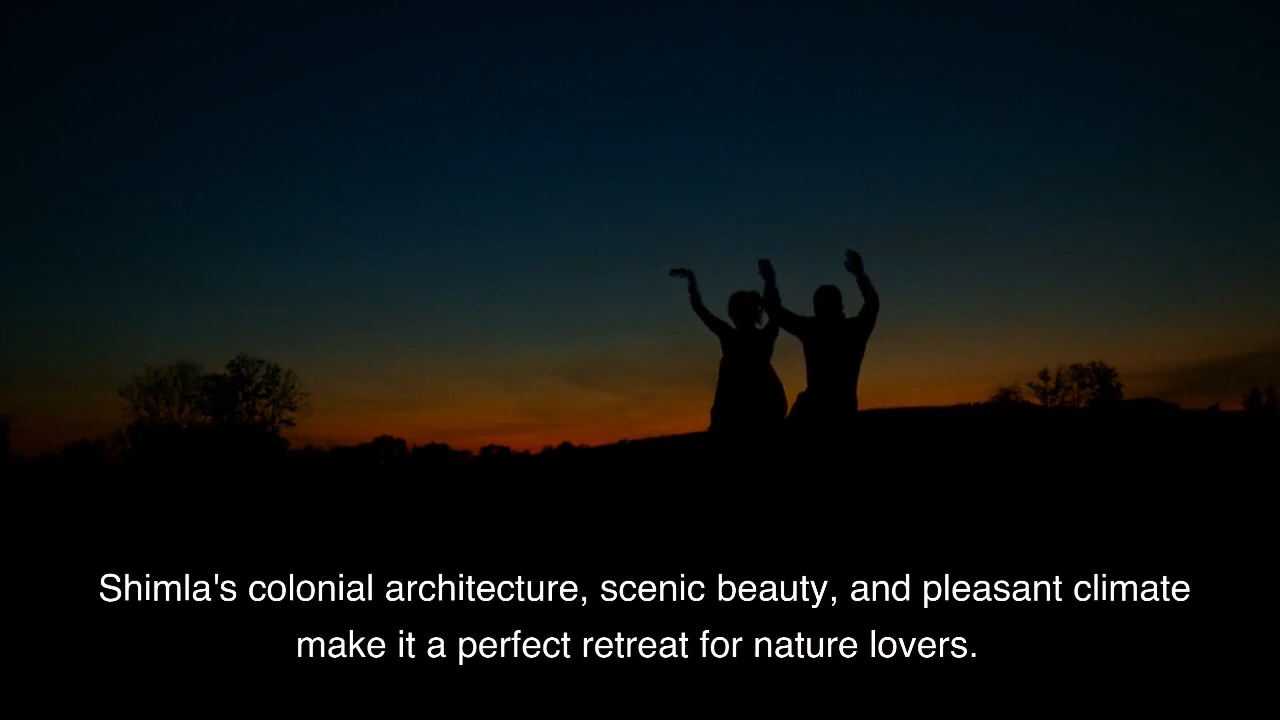 Shimla's colonial architecture, scenic beauty, and pleasant climate
make it a perfect retreat for nature lovers.